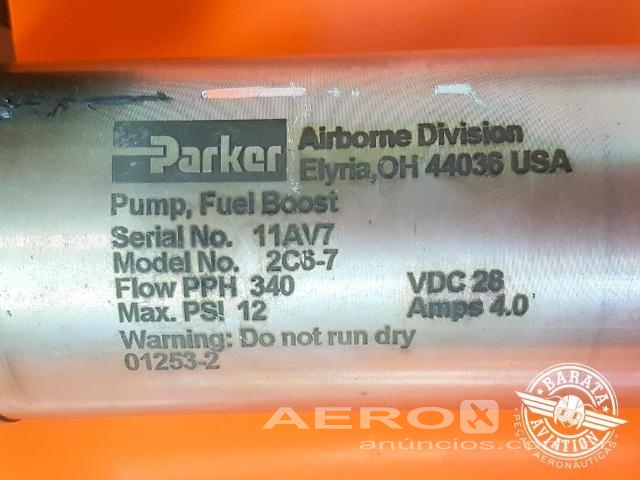 Parker
Airborne Division
Elyria, OH 44036 USA
Pump, Fuel Boost
Serial No. 11AV7
Model No. 2C6-7
Flow PPH 340 VDC 28
Max. PSI 12 Amps 4.0
Warning: Do not run dry
01253-2
AERO X
anúncios.c
BARATA AVIATION
PEÇAS AERONÁUTICAS